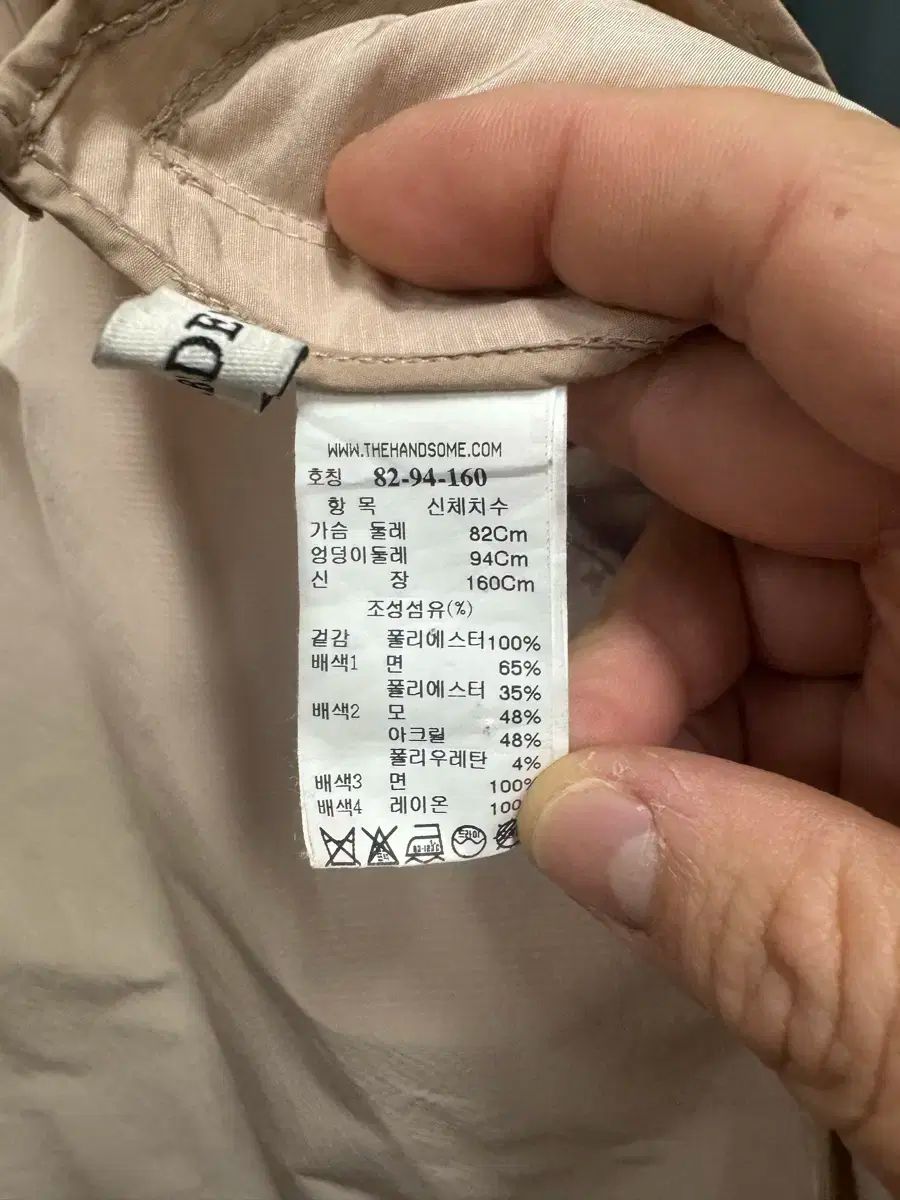 BDE
WWW.THEHANDSOME.COM
호칭 82-94-160
항 목 신체치수
가슴 둘레 82Cm
엉덩이둘레 94Cm
신 장 160Cm
조성섬유(%)
겉감 폴리에스터100%
배색1 면 65%
폴리에스터 35%
배색2 모 48%
아크릴 48%
폴리우레탄 4%
배색3 면 100%
배색4 레이온 100
드라이